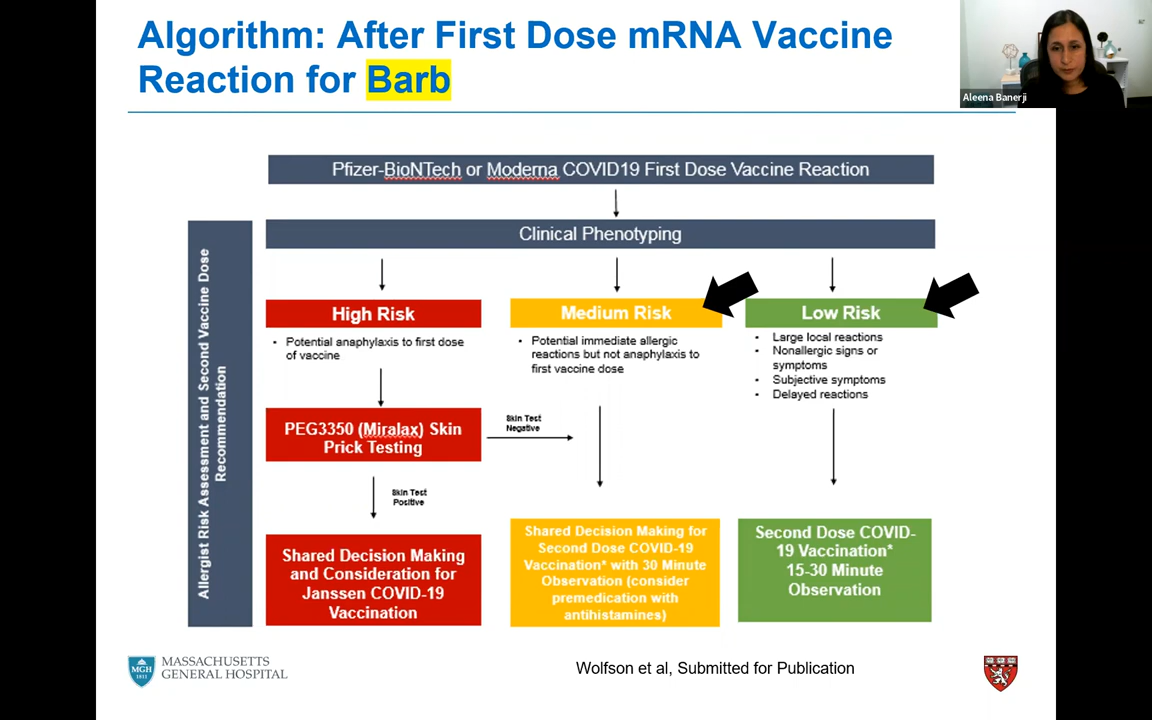 Algorithm: After First Dose mRNA Vaccine
Reaction for Barb
Aleena Banerji
Pfizer-BioNTech or Moderna COVID19 First Dose Vaccine Reaction
Clinical Phenotyping
Allergist Risk Assessment and Second Vaccine Dose
Recommendation
High Risk
• Potential anaphylaxis to first dose
of vaccine
PEG3350 (Miralax) Skin
Prick Testing
Skin Test
Negative
Skin Test
Positive
Shared Decision Making
and Consideration for
Janssen COVID-19
Vaccination
Medium Risk
• Potential immediate allergic
reactions but not anaphylaxis to
first vaccine dose
Shared Decision Making for
Second Dose COVID-19
Vaccination* with 30 Minute
Observation (consider
premedication with
antihistamines)
Low Risk
• Large local reactions
• Nonallergic signs or
symptoms
• Subjective symptoms
• Delayed reactions
Second Dose COVID-
19 Vaccination*
15-30 Minute
Observation
MGH
1811
MASSACHUSETTS
GENERAL HOSPITAL
Wolfson et al, Submitted for Publication